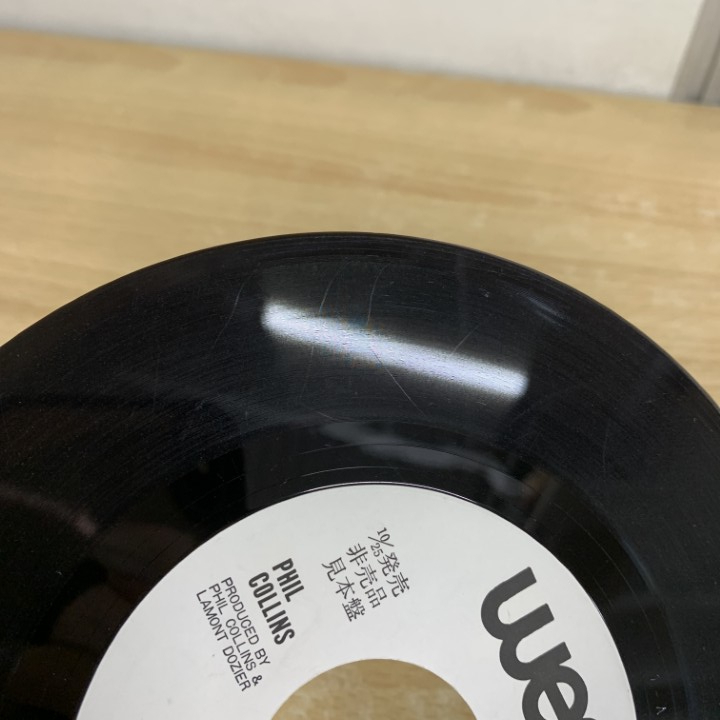 10/25発売
非売品
見本盤
PHIL
COLLINS
PRODUCED BY
PHIL COLLINS &
LAMONT DOZIER
we